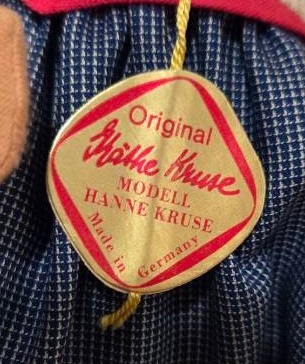 Original
Käthe Kruse
MODELL
HANNE KRUSE
Made in Germany